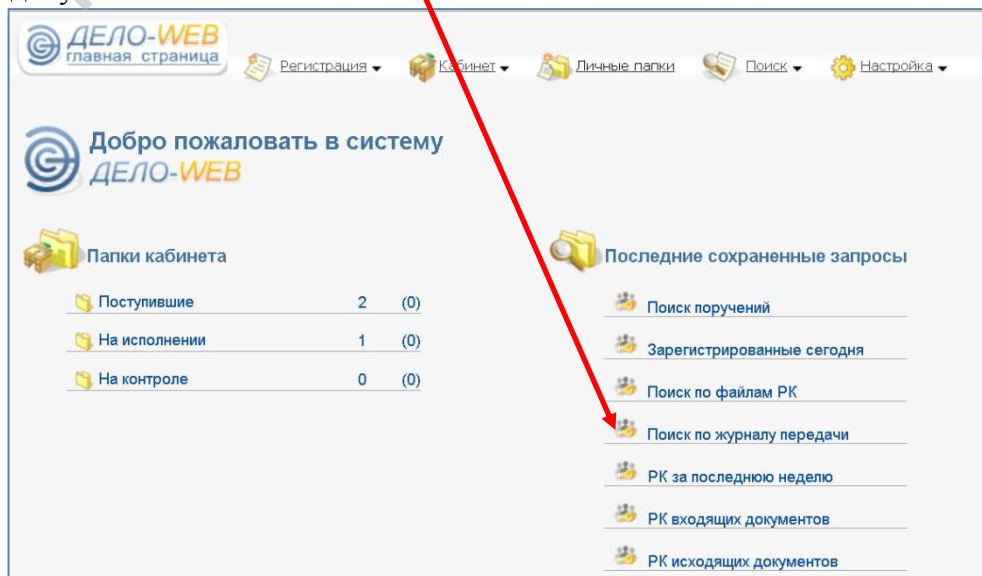 ДЕЛО-WEB
главная страница
Регистрация
Кабинет
Личные папки
Поиск
Настройка
Добро пожаловать в систему
ДЕЛО-WEB
Папки кабинета
Поступившие 2 (0)
На исполнении 1 (0)
На контроле 0 (0)
Последние сохраненные запросы
Поиск поручений
Зарегистрированные сегодня
Поиск по файлам РК
Поиск по журналу передачи
РК за последнюю неделю
РК входящих документов
РК исходящих документов